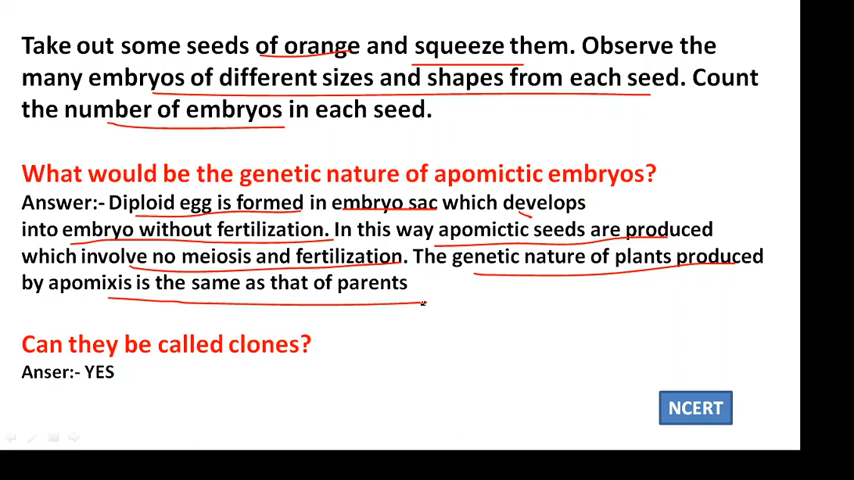 Take out some seeds of orange and squeeze them. Observe the
many embryos of different sizes and shapes from each seed. Count
the number of embryos in each seed.
What would be the genetic nature of apomictic embryos?
Answer:- Diploid egg is formed in embryo sac which develops
into embryo without fertilization. In this way apomictic seeds are produced
which involve no meiosis and fertilization. The genetic nature of plants produced
by apomixis is the same as that of parents
Can they be called clones?
Anser:- YES
NCERT